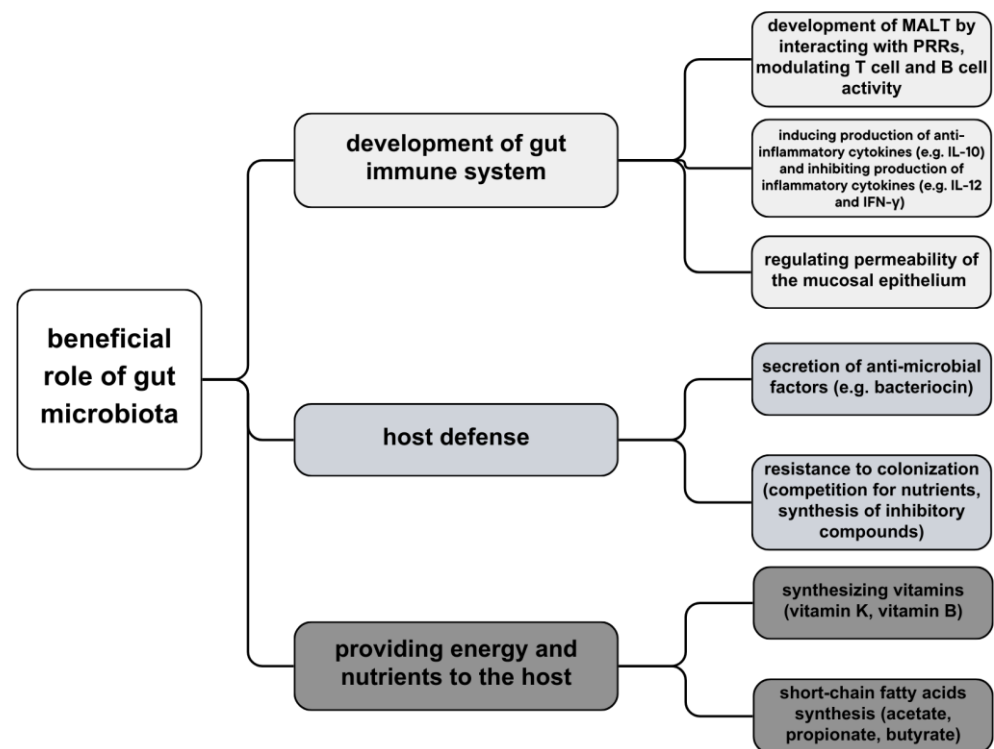 beneficial
role of gut
microbiota
development of gut
immune system
development of MALT by
interacting with PRRs,
modulating T cell and B cell
activity
inducing production of anti-
inflammatory cytokines (e.g. IL-10)
and inhibiting production of
inflammatory cytokines (e.g. IL-12
and IFN-γ)
regulating permeability of
the mucosal epithelium
host defense
secretion of anti-microbial
factors (e.g. bacteriocin)
resistance to colonization
(competition for nutrients,
synthesis of inhibitory
compounds)
providing energy and
nutrients to the host
synthesizing vitamins
(vitamin K, vitamin B)
short-chain fatty acids
synthesis (acetate,
propionate, butyrate)